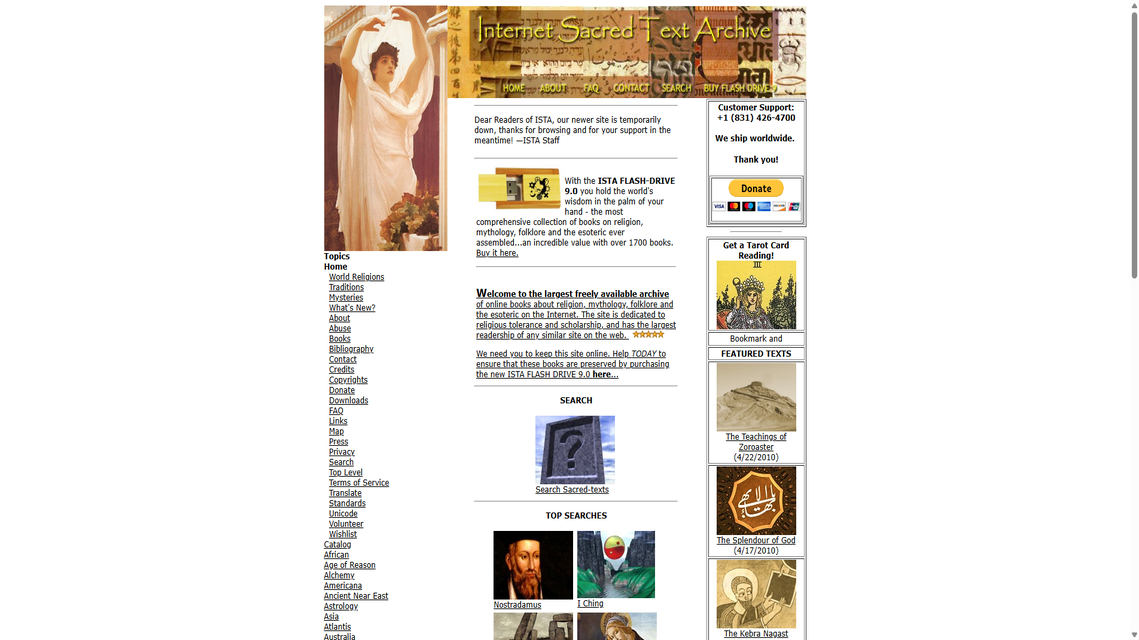 Internet Sacred Text Archive
HOME ABOUT FAQ CONTACT SEARCH BUY FLASH DRIVE
Topics
Home
World Religions
Traditions
Mysteries
What's New?
About
Abuse
Books
Bibliography
Contact
Credits
Copyrights
Donate
Downloads
FAQ
Links
Map
Press
Privacy
Search
Top Level
Terms of Service
Translate
Standards
Unicode
Volunteer
Wishlist
Catalog
African
Age of Reason
Alchemy
Americana
Ancient Near East
Astrology
Asia
Atlantis
Australia
Dear Readers of ISTA, our newer site is temporarily
down, thanks for browsing and for your support in the
meantime! —ISTA Staff
With the ISTA FLASH-DRIVE
9.0 you hold the world's
wisdom in the palm of your
hand - the most
comprehensive collection of books on religion,
mythology, folklore and the esoteric ever
assembled...an incredible value with over 1700 books.
Buy it here.
Welcome to the largest freely available archive
of online books about religion, mythology, folklore and
the esoteric on the Internet. The site is dedicated to
religious tolerance and scholarship, and has the largest
readership of any similar site on the web.
We need you to keep this site online. Help TODAY to
ensure that these books are preserved by purchasing
the new ISTA FLASH DRIVE 9.0 here...
SEARCH
?
Search Sacred-texts
TOP SEARCHES
Nostradamus
I Ching
Customer Support:
+1 (831) 426-4700
We ship worldwide.
Thank you!
Donate
VISA
Get a Tarot Card
Reading!
III
Bookmark and
FEATURED TEXTS
The Teachings of
Zoroaster
(4/22/2010)
The Splendour of God
(4/17/2010)
The Kebra Nagast